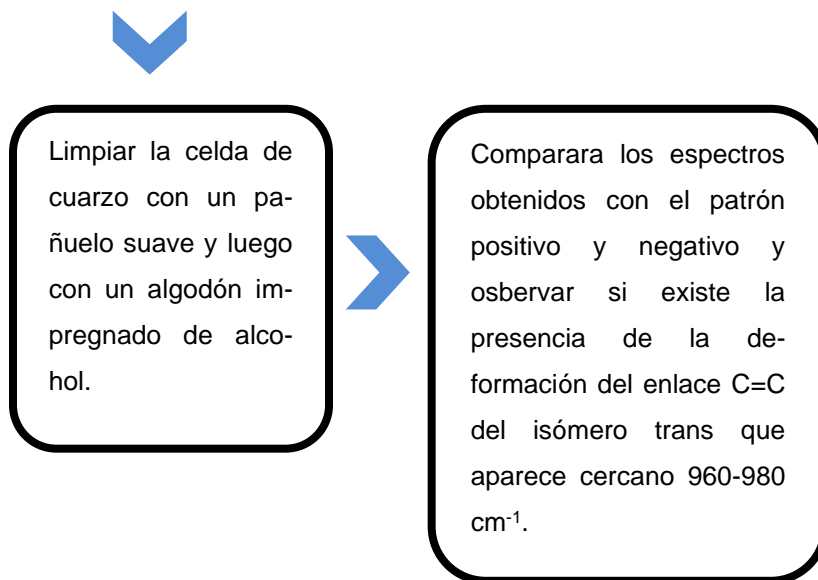 Limpiar la celda de
cuarzo con un pa-
ñuelo suave y luego
con un algodón im-
pregnado de alco-
hol.
Comparara los espectros
obtenidos con el patrón
positivo y negativo y
osbervar si existe la
presencia de la de-
formación del enlace C=C
del isómero trans que
aparece cercano 960-980
cm-1.